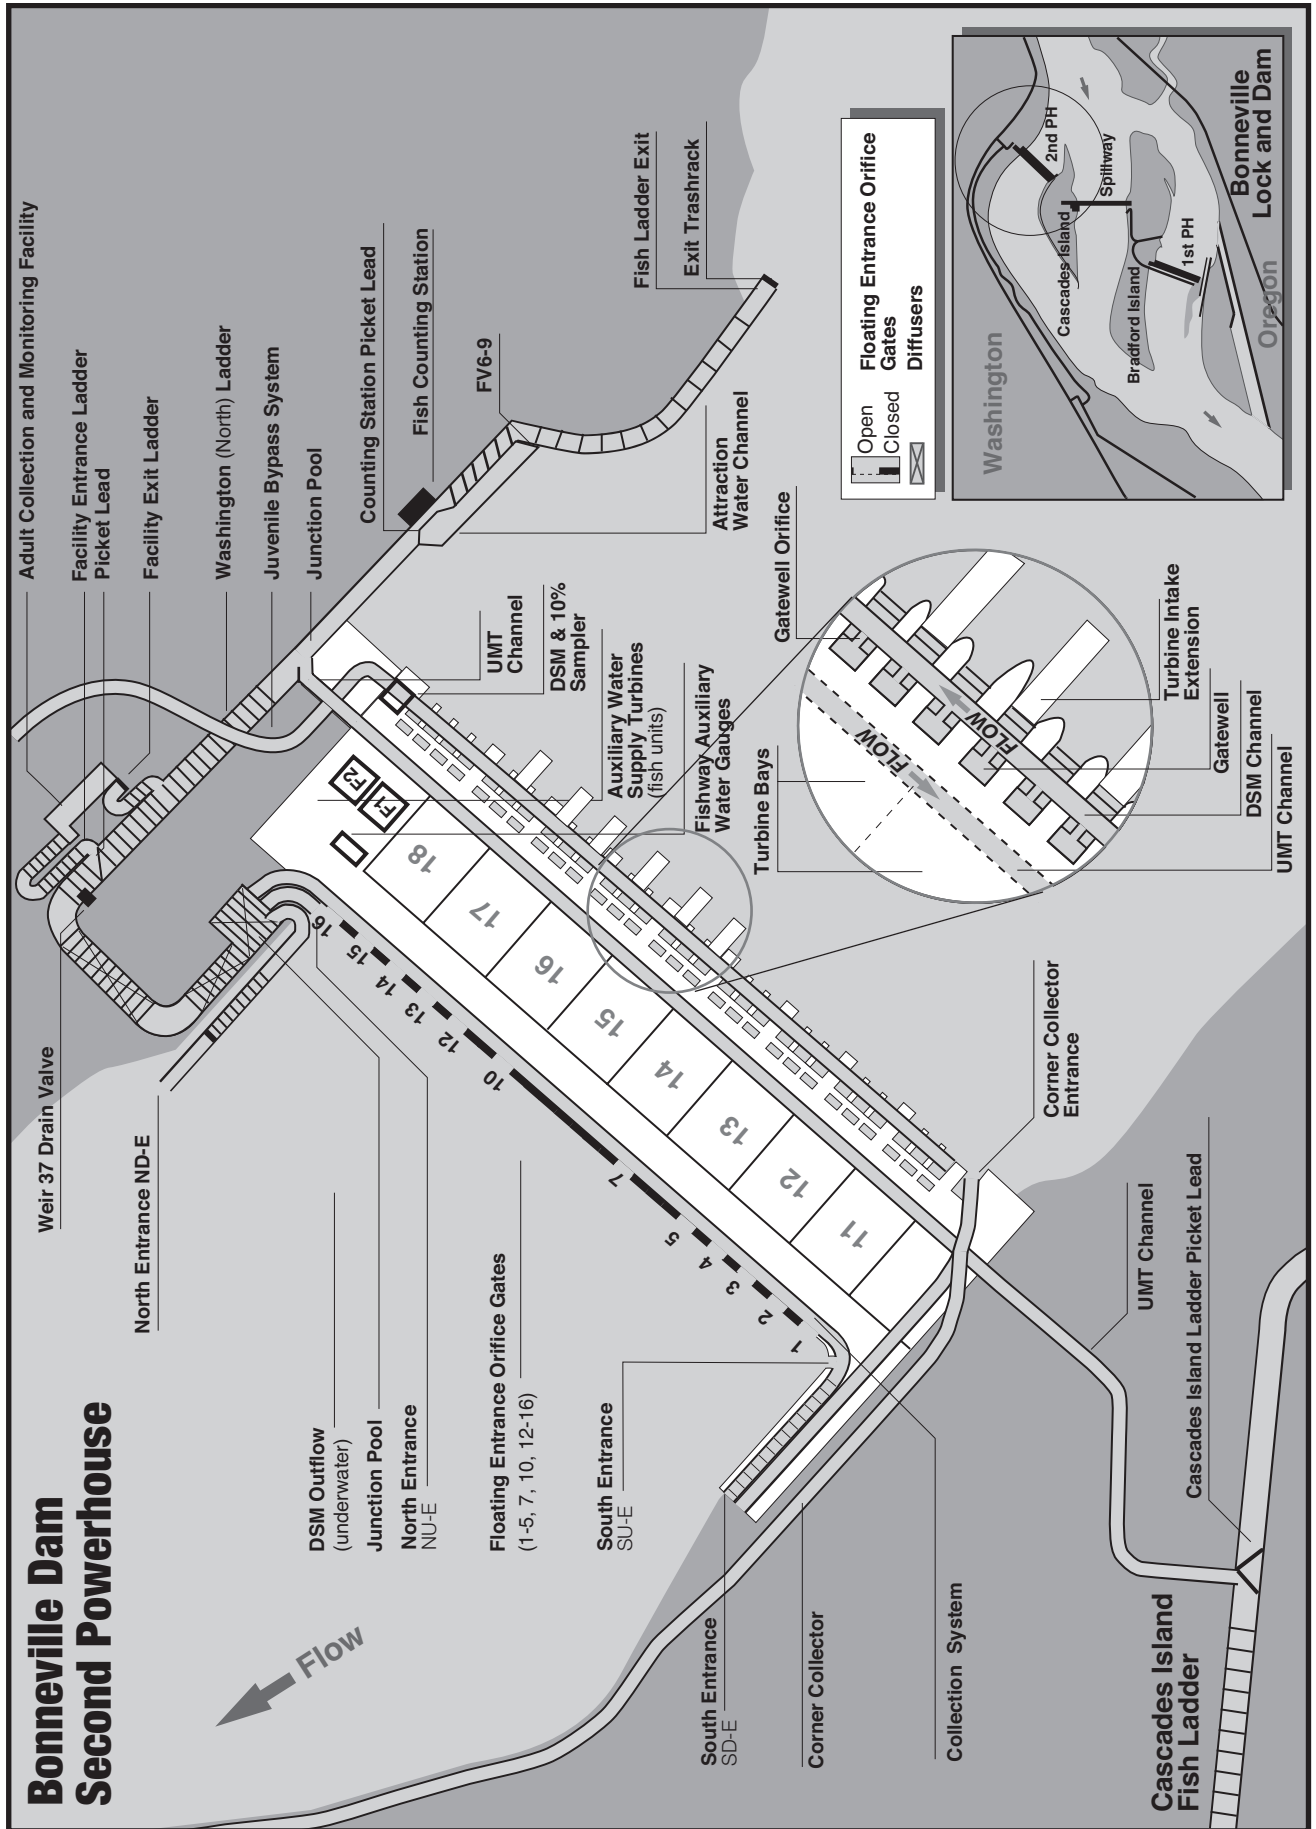 Bonneville Dam
Second Powerhouse
Flow
Weir 37 Drain Valve
North Entrance ND-E
DSM Outflow
(underwater)
Junction Pool
North Entrance
NU-E
Floating Entrance Orifice Gates
(1-5, 7, 10, 12-16)
South Entrance
SU-E
South Entrance
SD-E
Corner Collector
Collection System
Cascades Island
Fish Ladder
Cascades Island Ladder Picket Lead
UMT Channel
Corner Collector
Entrance
Adult Collection and Monitoring Facility
Facility Entrance Ladder
Picket Lead
Facility Exit Ladder
Washington (North) Ladder
Juvenile Bypass System
Junction Pool
Counting Station Picket Lead
Fish Counting Station
FV6-9
Fish Ladder Exit
Exit Trashrack
Attraction
Water Channel
UMT
Channel
DSM & 10%
Sampler
Auxiliary Water
Supply Turbines
(fish units)
Fishway Auxiliary
Water Gauges
1
2
3
4
5
7
10
12
13
14
15
16
11
12
13
14
15
16
17
18
F1
F2
Gatewell Orifice
Turbine Bays
FLOW
FLOW
Turbine Intake
Extension
Gatewell
DSM Channel
UMT Channel
Open
Closed
Floating Entrance Orifice
Gates
Diffusers
Washington
Cascades Island
2nd PH
Spillway
Bradford Island
1st PH
Oregon
Bonneville
Lock and Dam